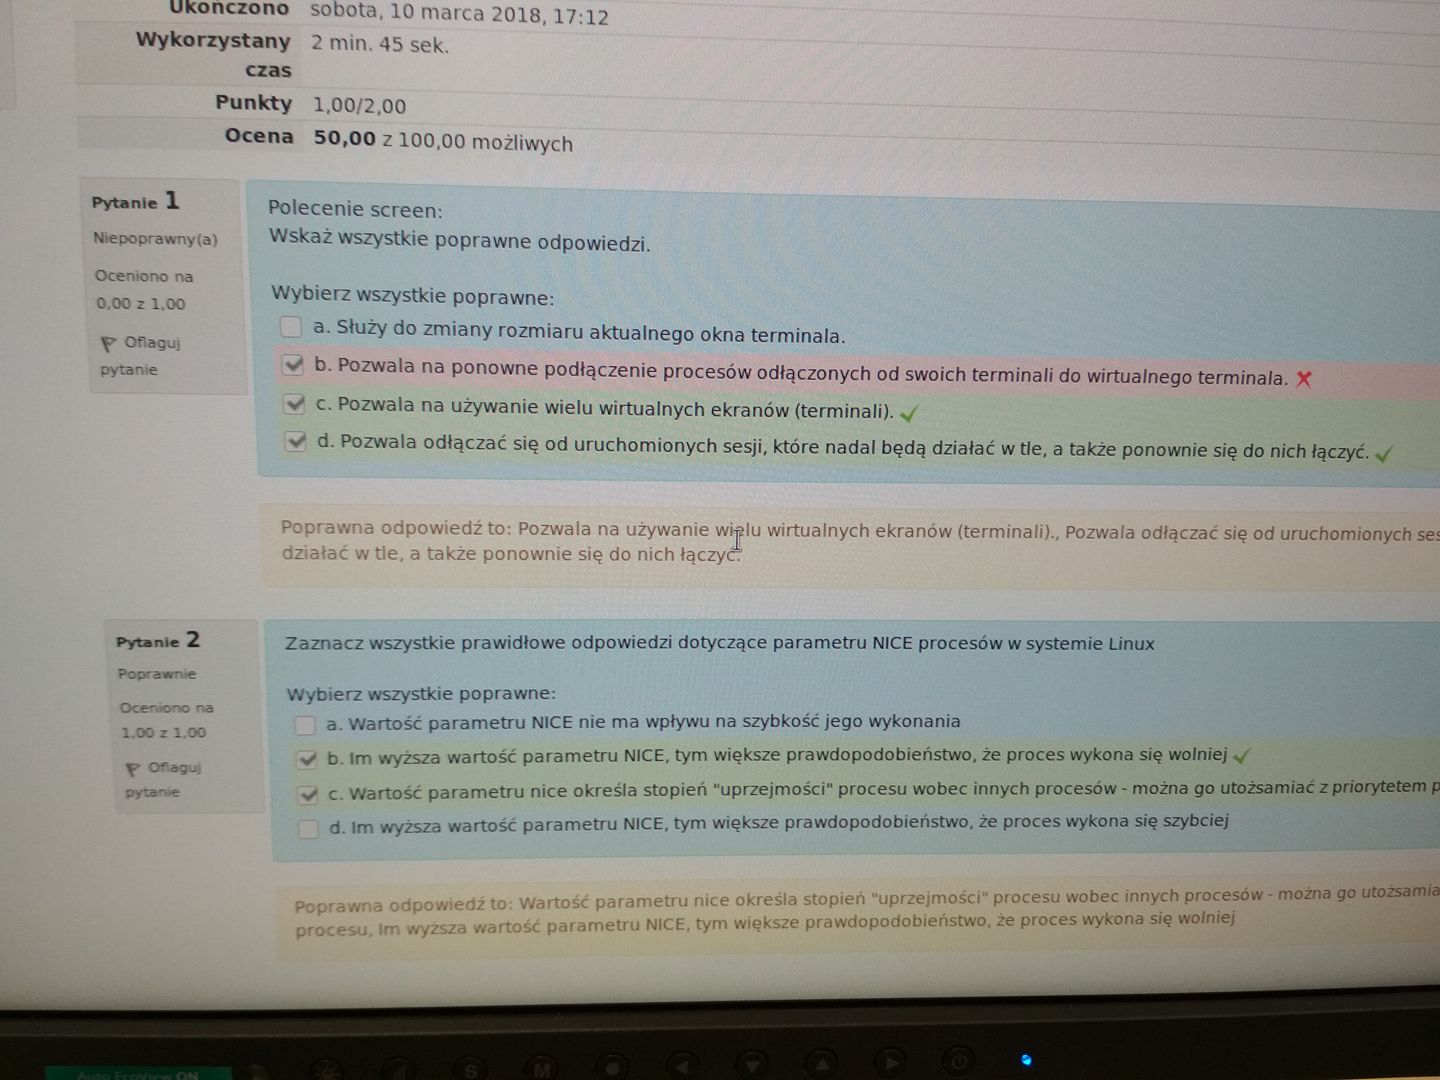 Ukończono sobota, 10 marca 2018, 17:12
Wykorzystany czas 2 min. 45 sek.
Punkty 1,00/2,00
Ocena 50,00 z 100,00 możliwych
Pytanie 1
Niepoprawny(a)
Oceniono na
0,00 z 1,00
Oflaguj
pytanie
Polecenie screen:
Wskaż wszystkie poprawne odpowiedzi.
Wybierz wszystkie poprawne:
a. Służy do zmiany rozmiaru aktualnego okna terminala.
b. Pozwala na ponowne podłączenie procesów odłączonych od swoich terminali do wirtualnego terminala.
c. Pozwala na używanie wielu wirtualnych ekranów (terminali).
d. Pozwala odłączać się od uruchomionych sesji, które nadal będą działać w tle, a także ponownie się do nich łączyć.
Poprawna odpowiedź to: Pozwala na używanie wielu wirtualnych ekranów (terminali)., Pozwala odłączać się od uruchomionych ses
działać w tle, a także ponownie się do nich łączyć.
Pytanie 2
Poprawnie
Oceniono na
1,00 z 1,00
Oflaguj
pytanie
Zaznacz wszystkie prawidłowe odpowiedzi dotyczące parametru NICE procesów w systemie Linux
Wybierz wszystkie poprawne:
a. Wartość parametru NICE nie ma wpływu na szybkość jego wykonania
b. Im wyższa wartość parametru NICE, tym większe prawdopodobieństwo, że proces wykona się wolniej
c. Wartość parametru nice określa stopień "uprzejmości" procesu wobec innych procesów - można go utożsamiać z priorytetem p
d. Im wyższa wartość parametru NICE, tym większe prawdopodobieństwo, że proces wykona się szybciej
Poprawna odpowiedź to: Wartość parametru nice określa stopień "uprzejmości" procesu wobec innych procesów - można go utożsamia
procesu, Im wyższa wartość parametru NICE, tym większe prawdopodobieństwo, że proces wykona się wolniej
Auto EcoView ON
S
M